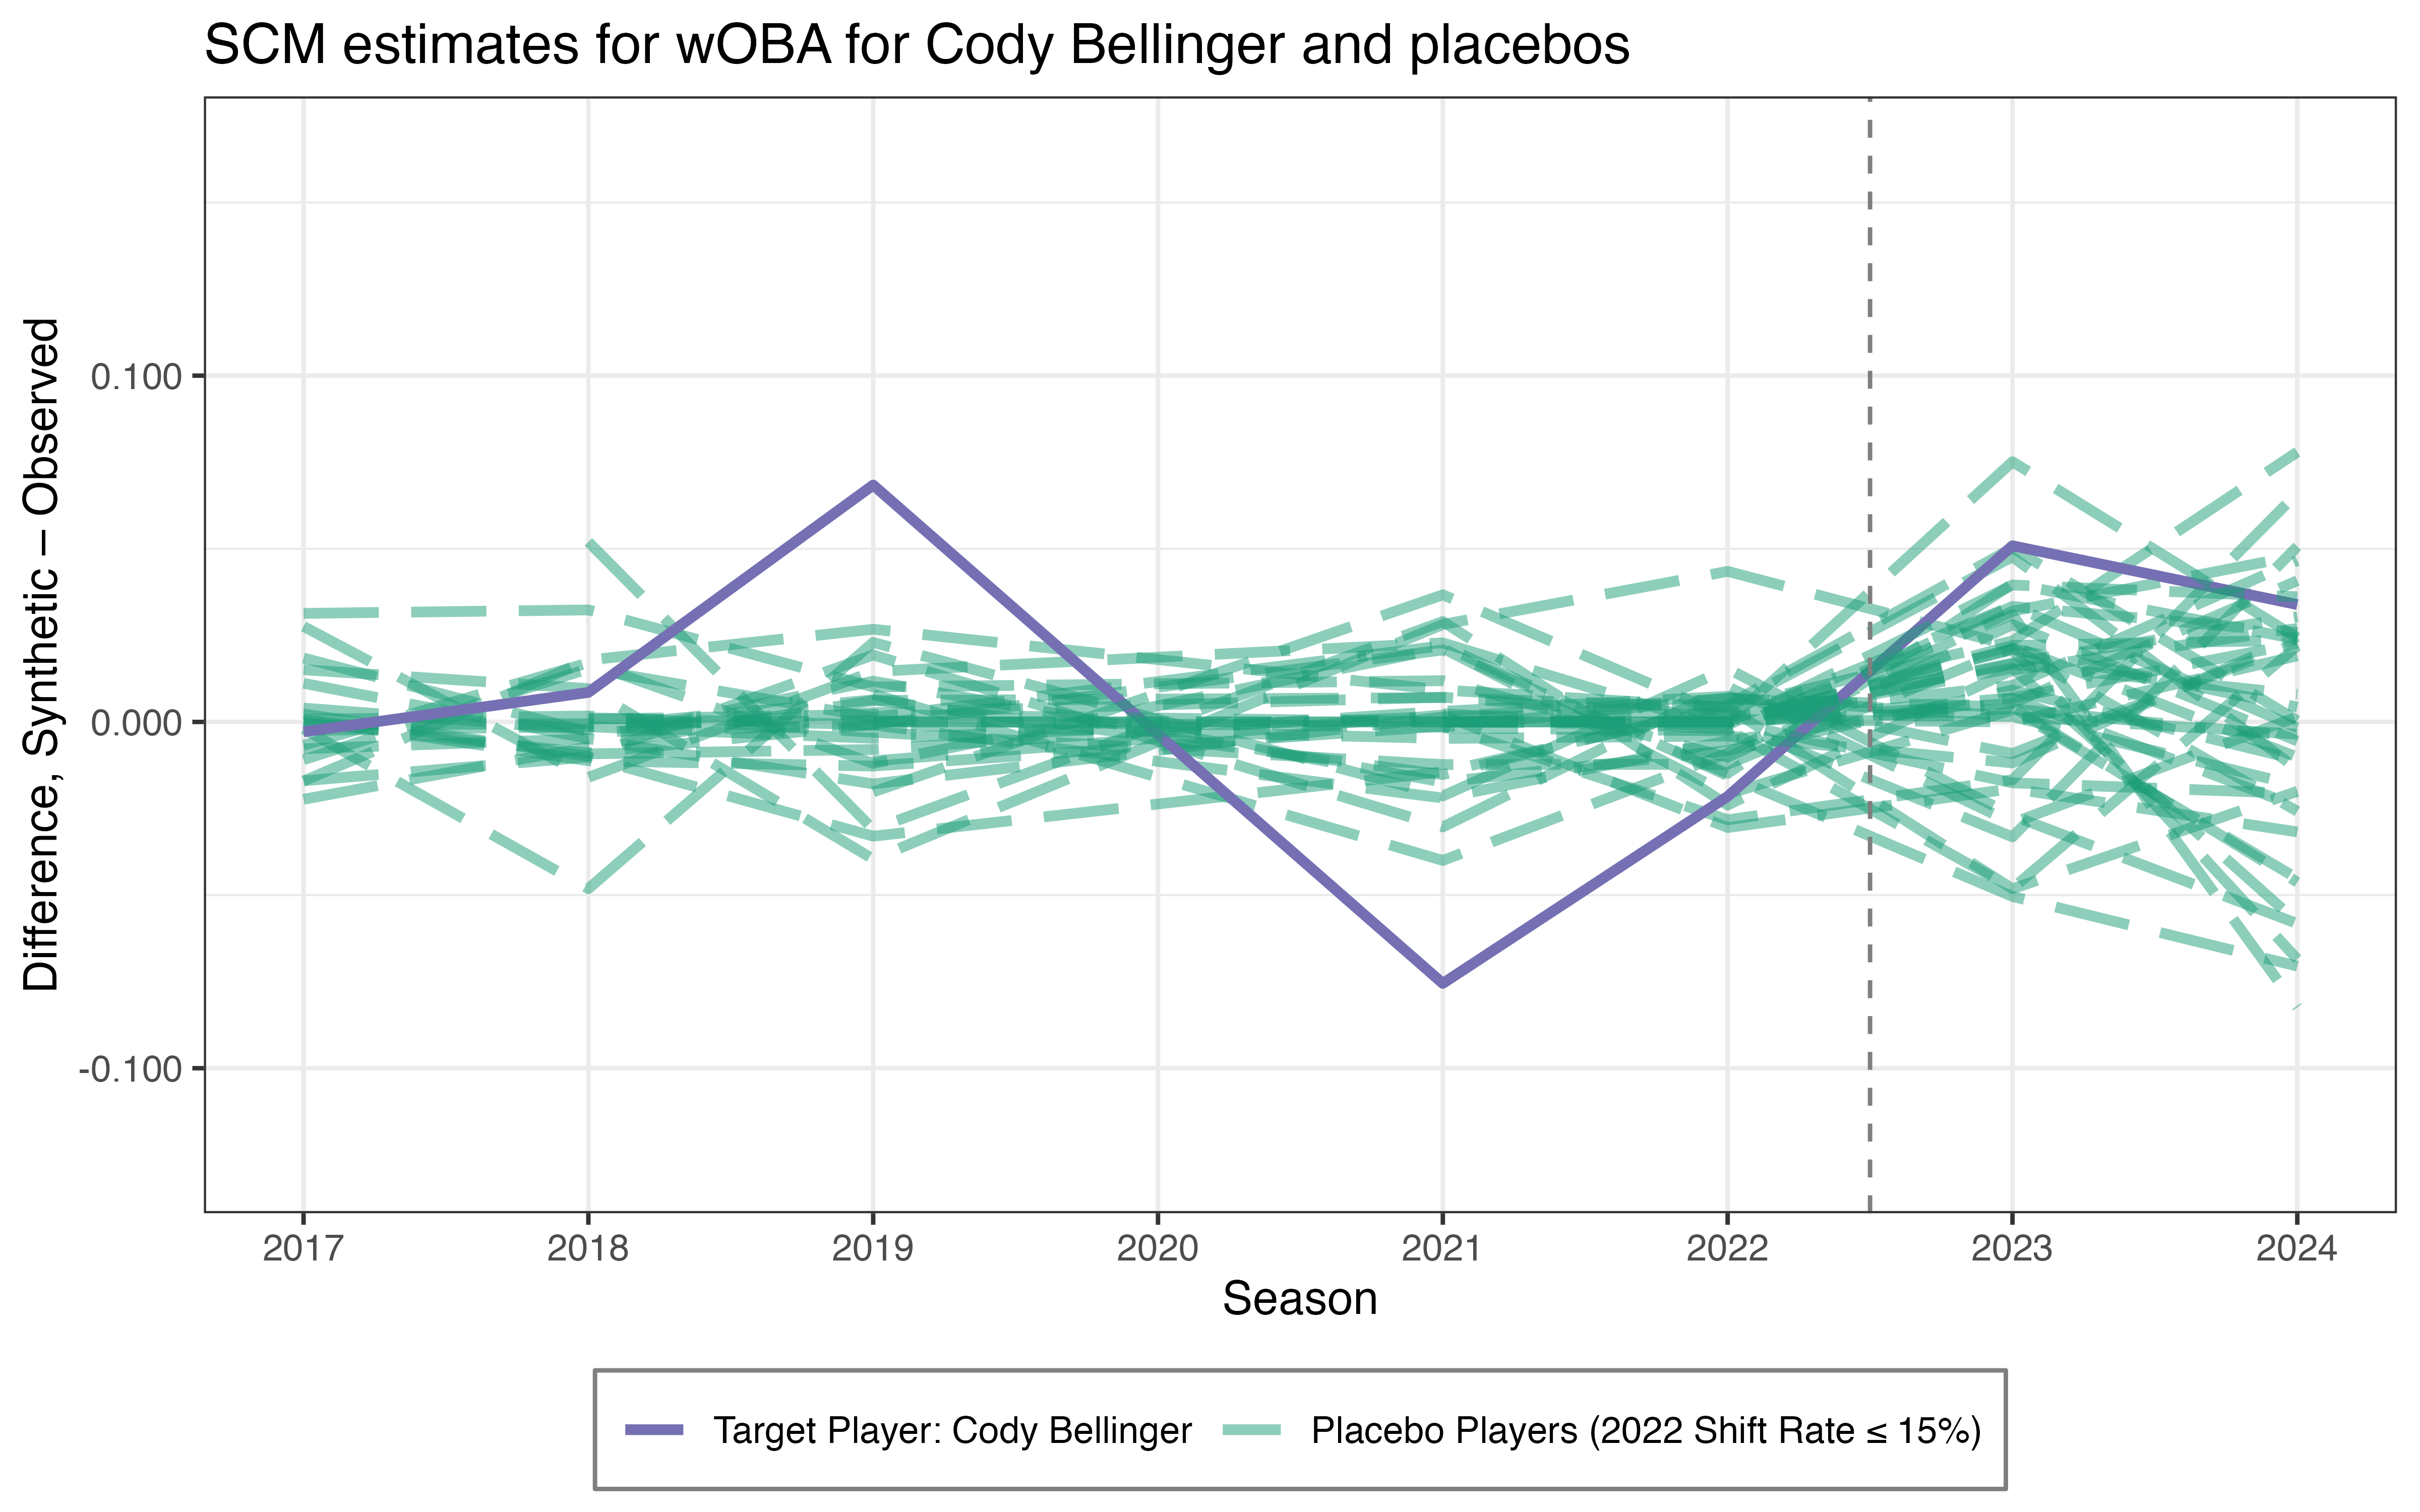 SCM estimates for wOBA for Cody Bellinger and placebos
Difference, Synthetic – Observed
0.100
0.000
-0.100
2017 2018 2019 2020 2021 2022 2023 2024
Season
Target Player: Cody Bellinger Placebo Players (2022 Shift Rate ≤ 15%)